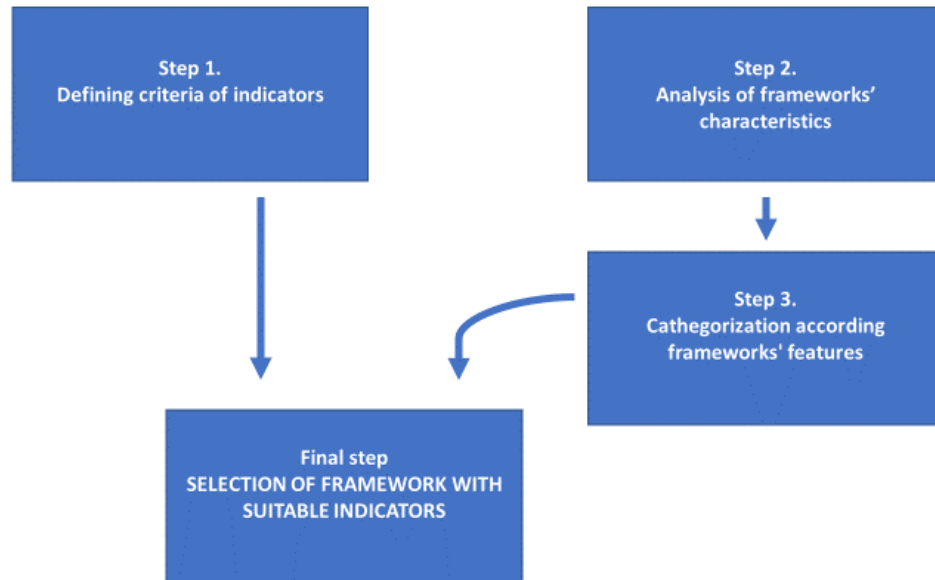 Step 1.
Defining criteria of indicators
Step 2.
Analysis of frameworks’
characteristics
Step 3.
Cathegorization according
frameworks' features
Final step
SELECTION OF FRAMEWORK WITH
SUITABLE INDICATORS